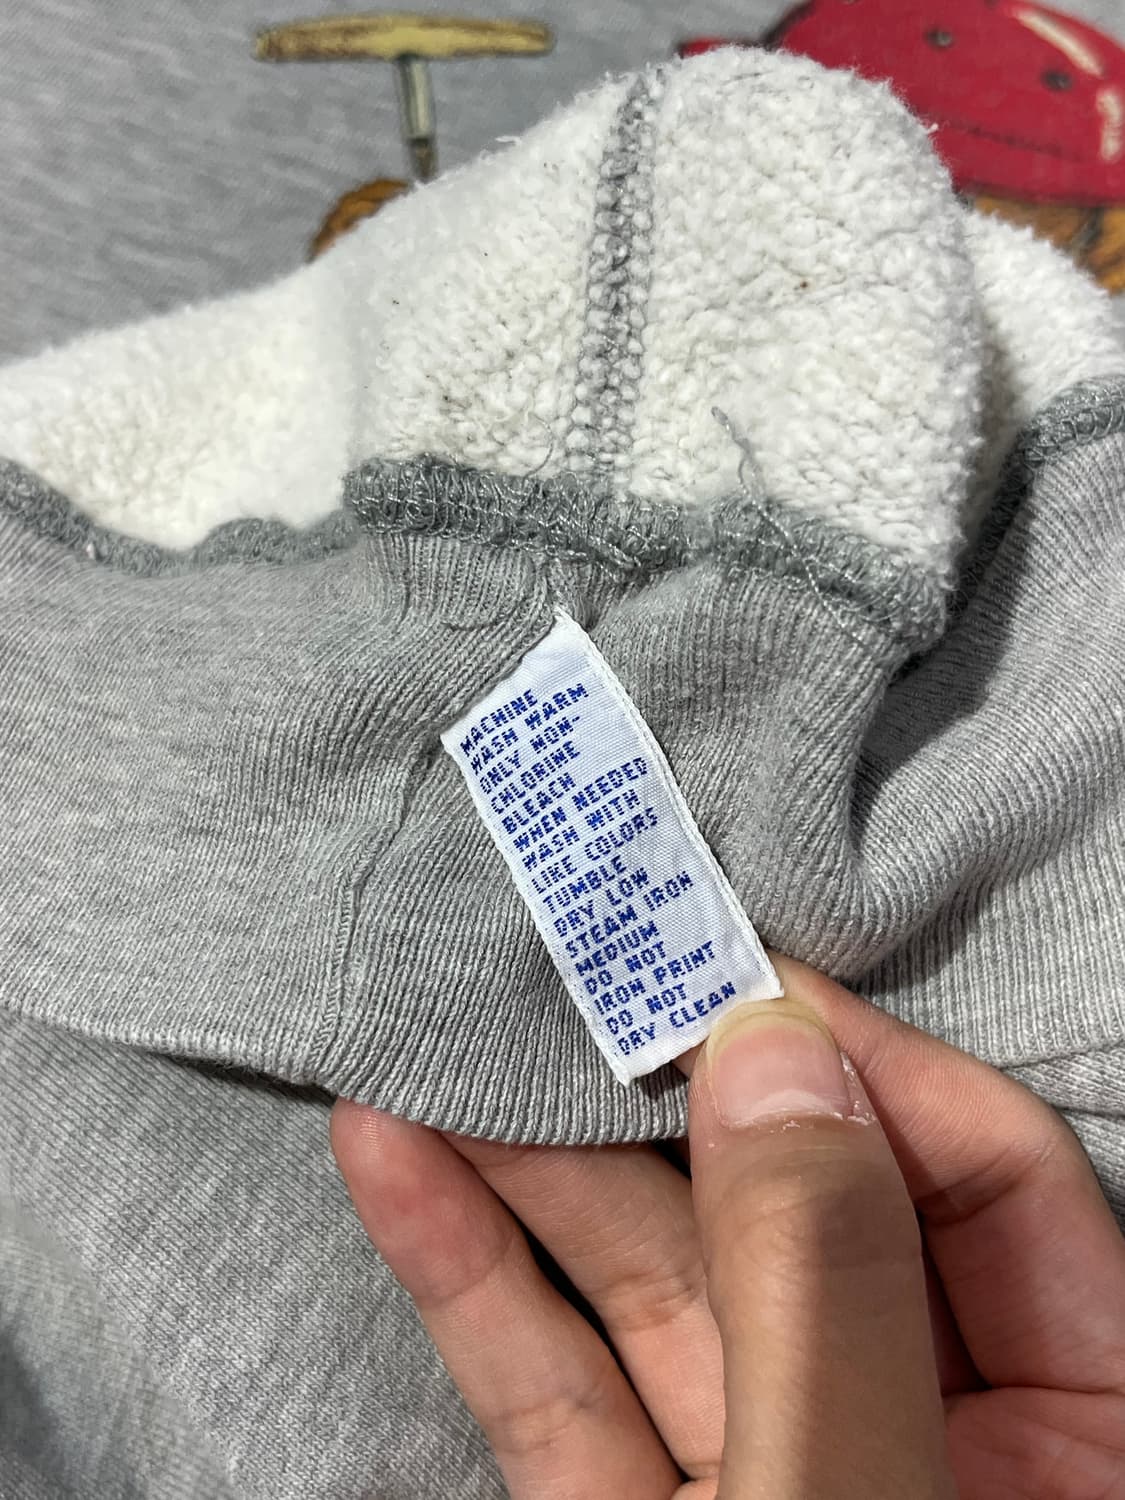 MACHINE
WASH WARM
ONLY NON-
CHLORINE
BLEACH
WHEN NEEDED
WASH WITH
LIKE COLORS
TUMBLE
DRY LOW
STEAM IRON
MEDIUM
DO NOT
IRON PRINT
DO NOT
DRY CLEAN